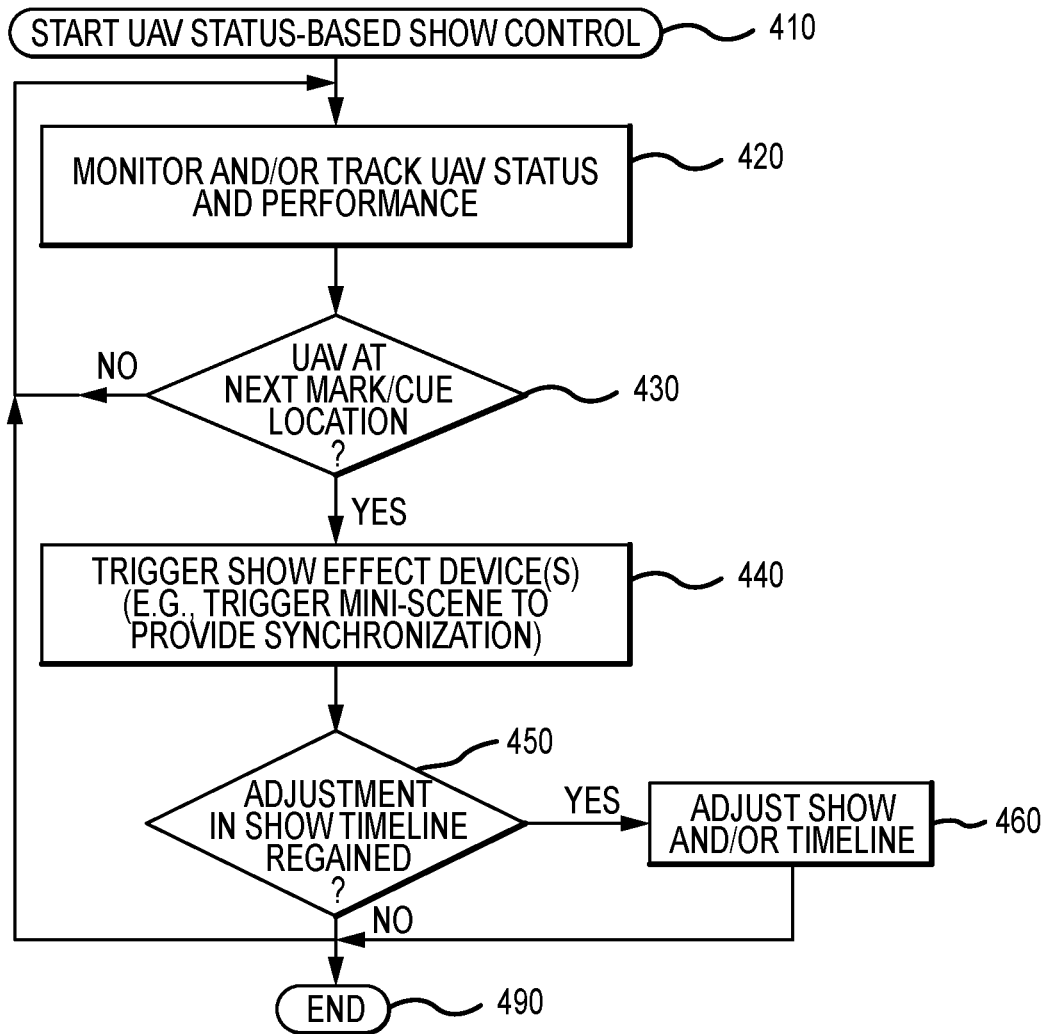 START UAV STATUS-BASED SHOW CONTROL
410
MONITOR AND/OR TRACK UAV STATUS
AND PERFORMANCE
420
UAV AT
NEXT MARK/CUE
LOCATION
?
430
NO
YES
TRIGGER SHOW EFFECT DEVICE(S)
(E.G., TRIGGER MINI-SCENE TO
PROVIDE SYNCHRONIZATION)
440
ADJUSTMENT
IN SHOW TIMELINE
REGAINED
?
450
YES
ADJUST SHOW
AND/OR TIMELINE
460
NO
END
490